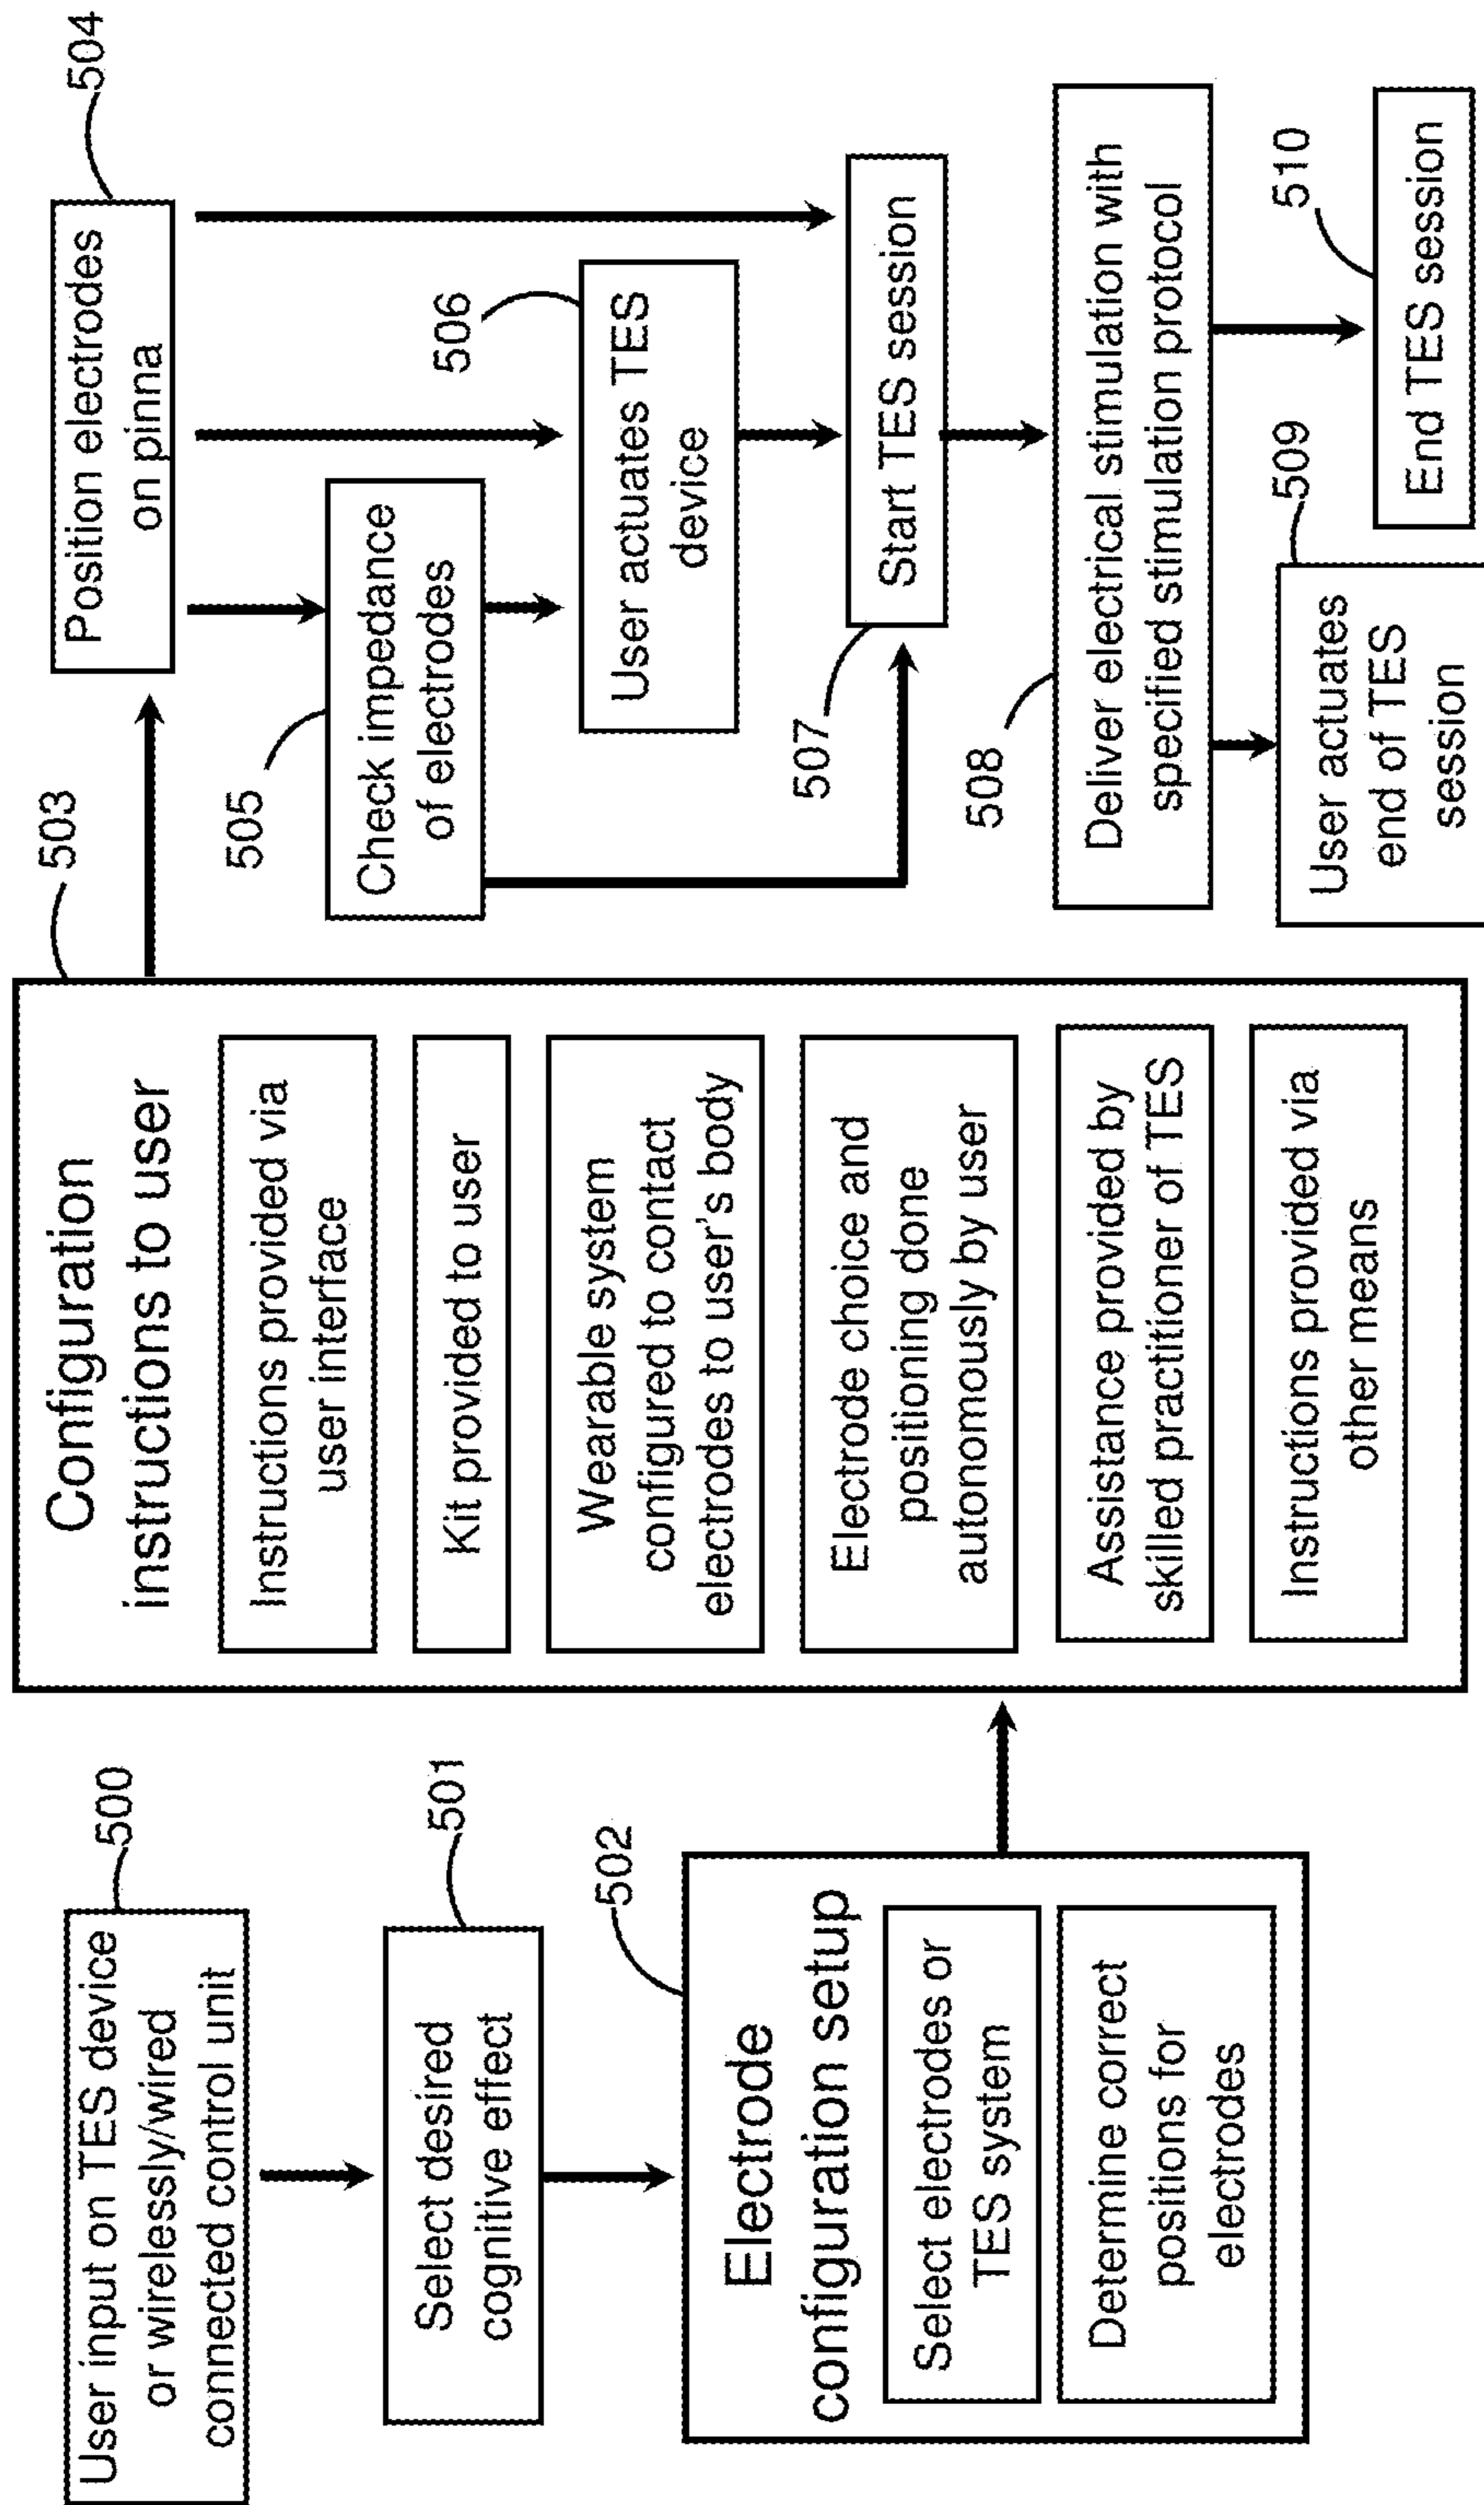 User input on TES device
or wirelessly/wired
connected control unit
500
Select desired
cognitive effect
501
502
Electrode
configuration setup
Select electrodes or
TES system
Determine correct
positions for
electrodes
503
Configuration
instructions to user
Instructions provided via
user interface
Kit provided to user
Wearable system
configured to contact
electrodes to user's body
Electrode choice and
positioning done
autonomously by user
Assistance provided by
skilled practitioner of TES
Instructions provided via
other means
504
Position electrodes
on pinna
505
Check impedance
of electrodes
506
User actuates TES
device
507
Start TES session
508
Deliver electrical stimulation with
specified stimulation protocol
509
User actuates
end of TES
session
510
End TES session